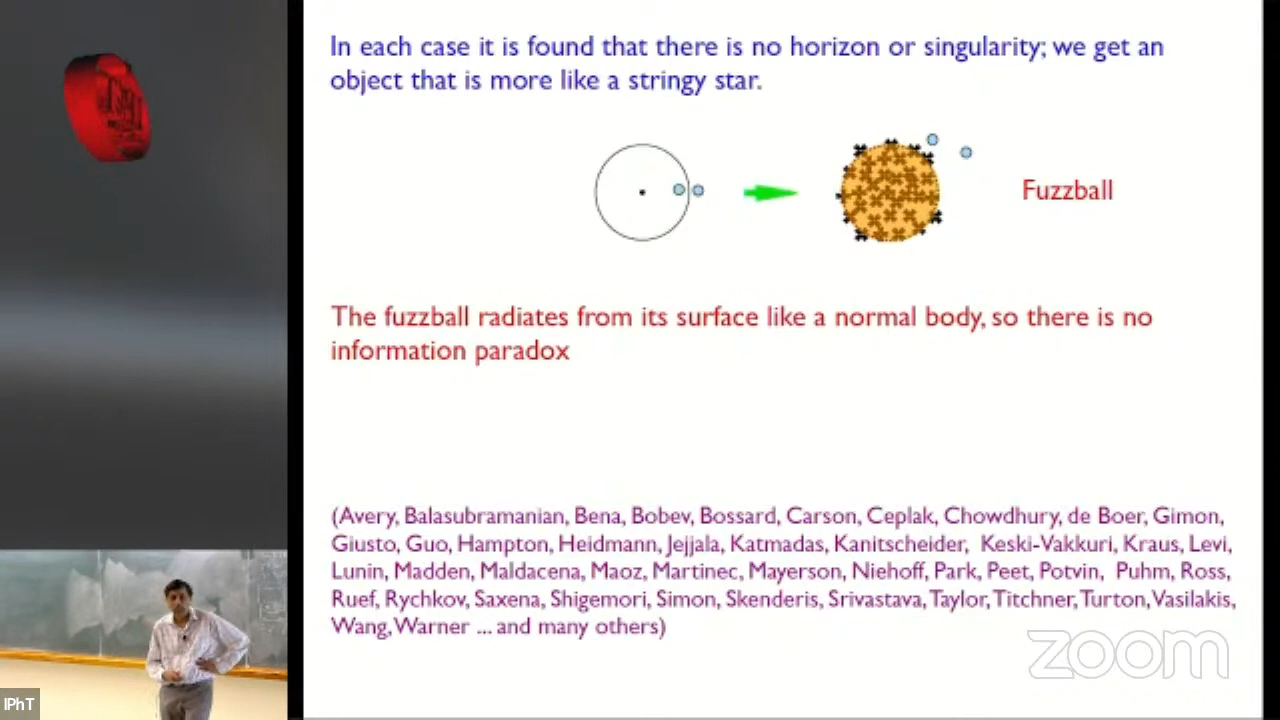 In each case it is found that there is no horizon or singularity; we get an
object that is more like a stringy star.
Fuzzball
The fuzzball radiates from its surface like a normal body, so there is no
information paradox
(Avery, Balasubramanian, Bena, Bobev, Bossard, Carson, Ceplak, Chowdhury, de Boer, Gimon,
Giusto, Guo, Hampton, Heidmann, Jejjala, Katmadas, Kanitscheider, Keski-Vakkuri, Kraus, Levi,
Lunin, Madden, Maldacena, Maoz, Martinec, Mayerson, Niehoff, Park, Peet, Potvin, Puhm, Ross,
Ruef, Rychkov, Saxena, Shigemori, Simon, Skenderis, Srivastava, Taylor, Titchner, Turton, Vasilakis,
Wang, Warner ... and many others)
zoom
IPhT